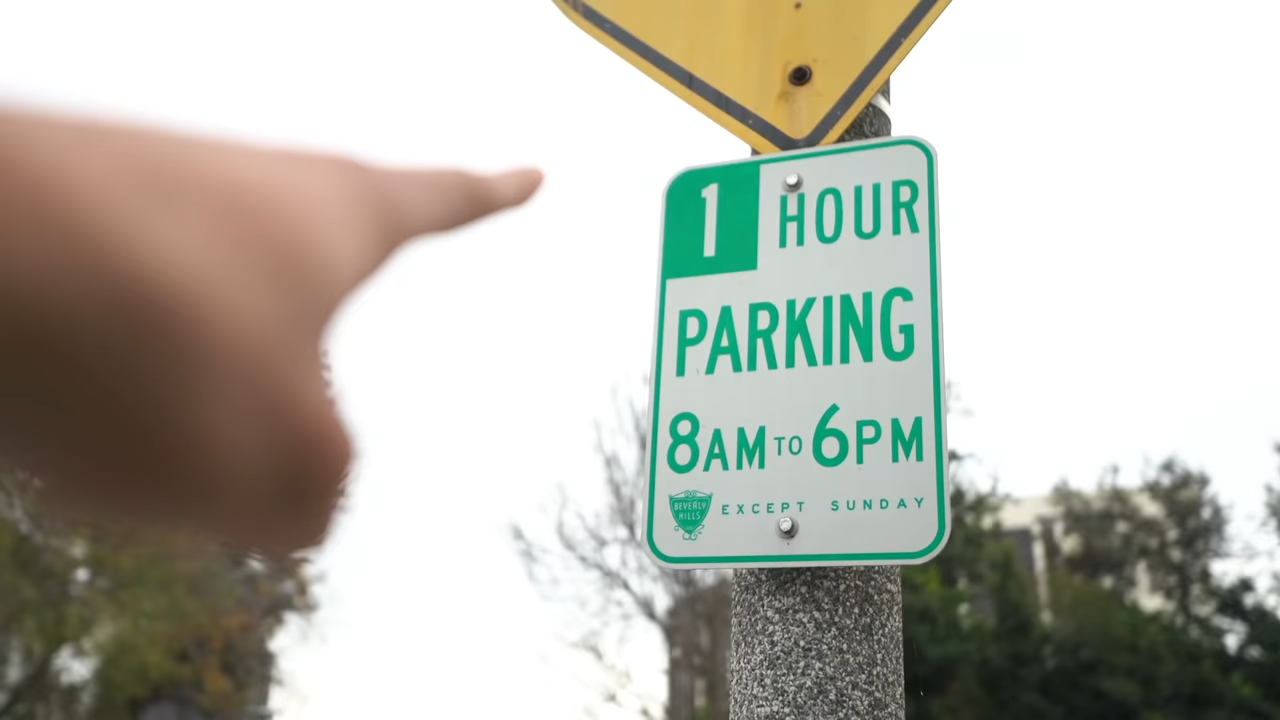 1 HOUR
PARKING
8AM TO 6PM
EXCEPT SUNDAY
BEVERLY
HILLS